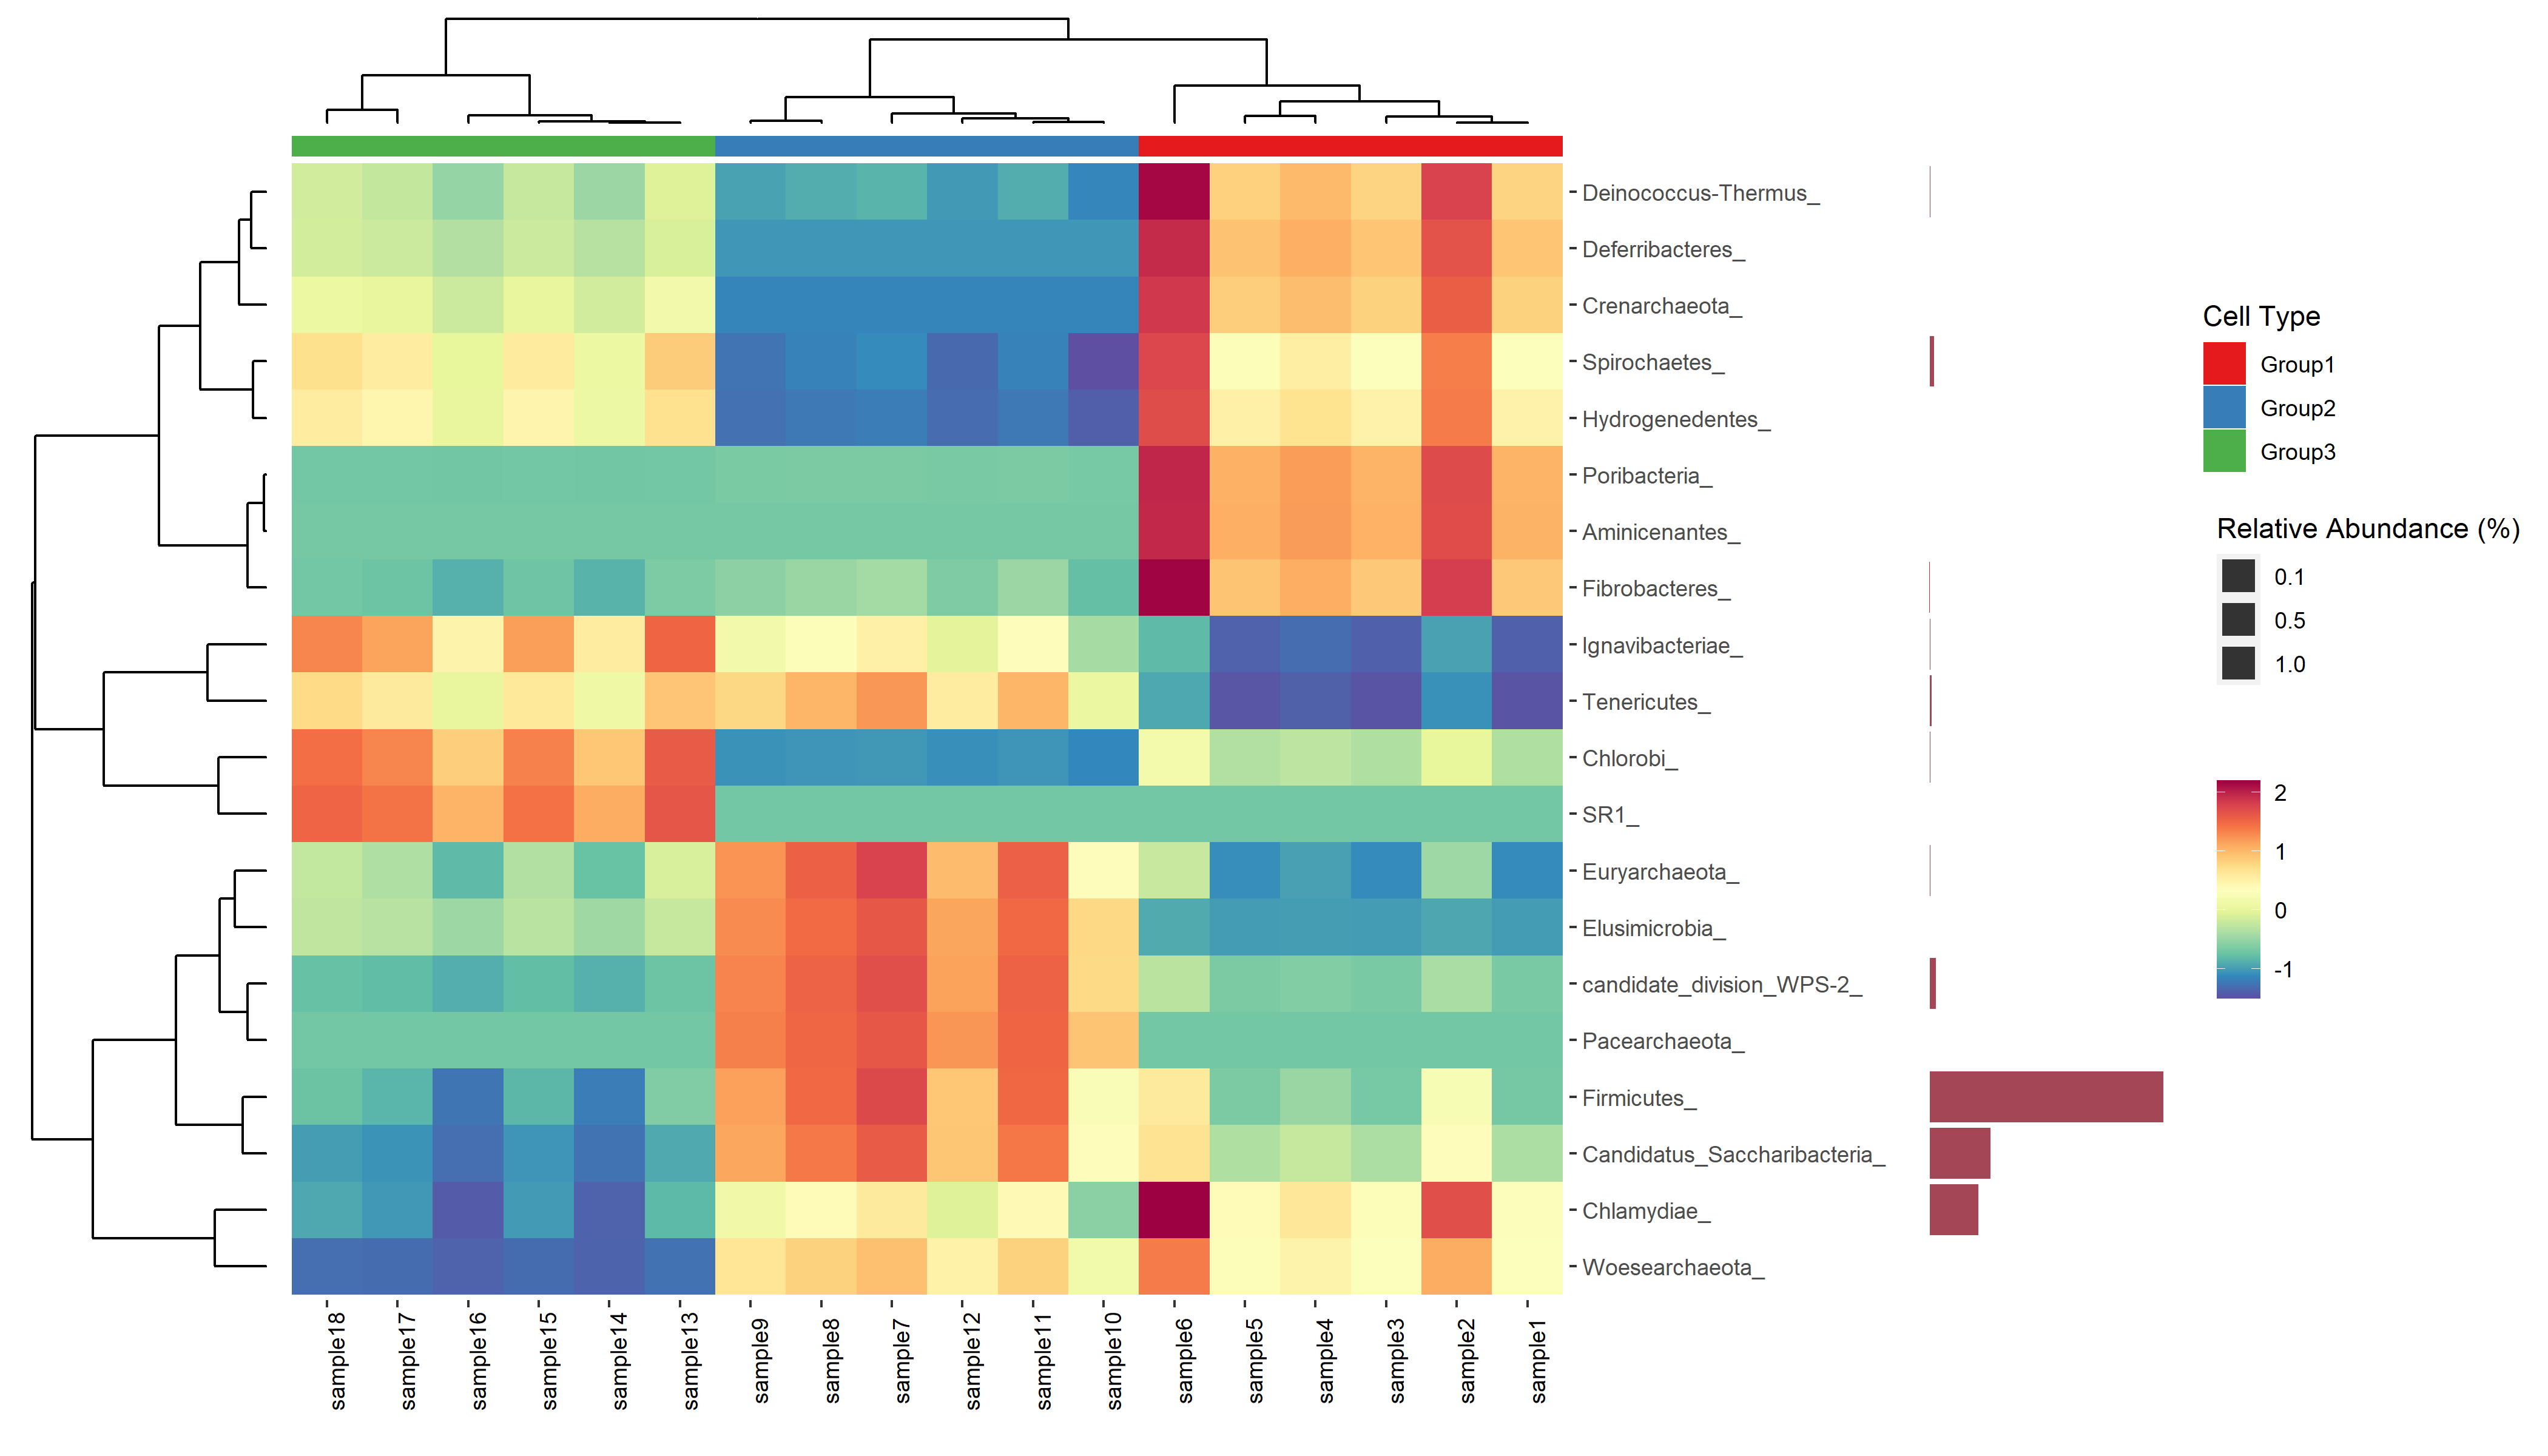 Deinococcus-Thermus_
Deferribacteres_
Crenarchaeota_
Spirochaetes_
Hydrogenedentes_
Poribacteria_
Aminicenantes_
Fibrobacteres_
Ignavibacteriae_
Tenericutes_
Chlorobi_
SR1_
Euryarchaeota_
Elusimicrobia_
candidate_division_WPS-2_
Pacearchaeota_
Firmicutes_
Candidatus_Saccharibacteria_
Chlamydiae_
Woesearchaeota_
sample18
sample17
sample16
sample15
sample14
sample13
sample9
sample8
sample7
sample12
sample11
sample10
sample6
sample5
sample4
sample3
sample2
sample1
Cell Type
Group1
Group2
Group3
Relative Abundance (%)
0.1
0.5
1.0
2
1
0
-1